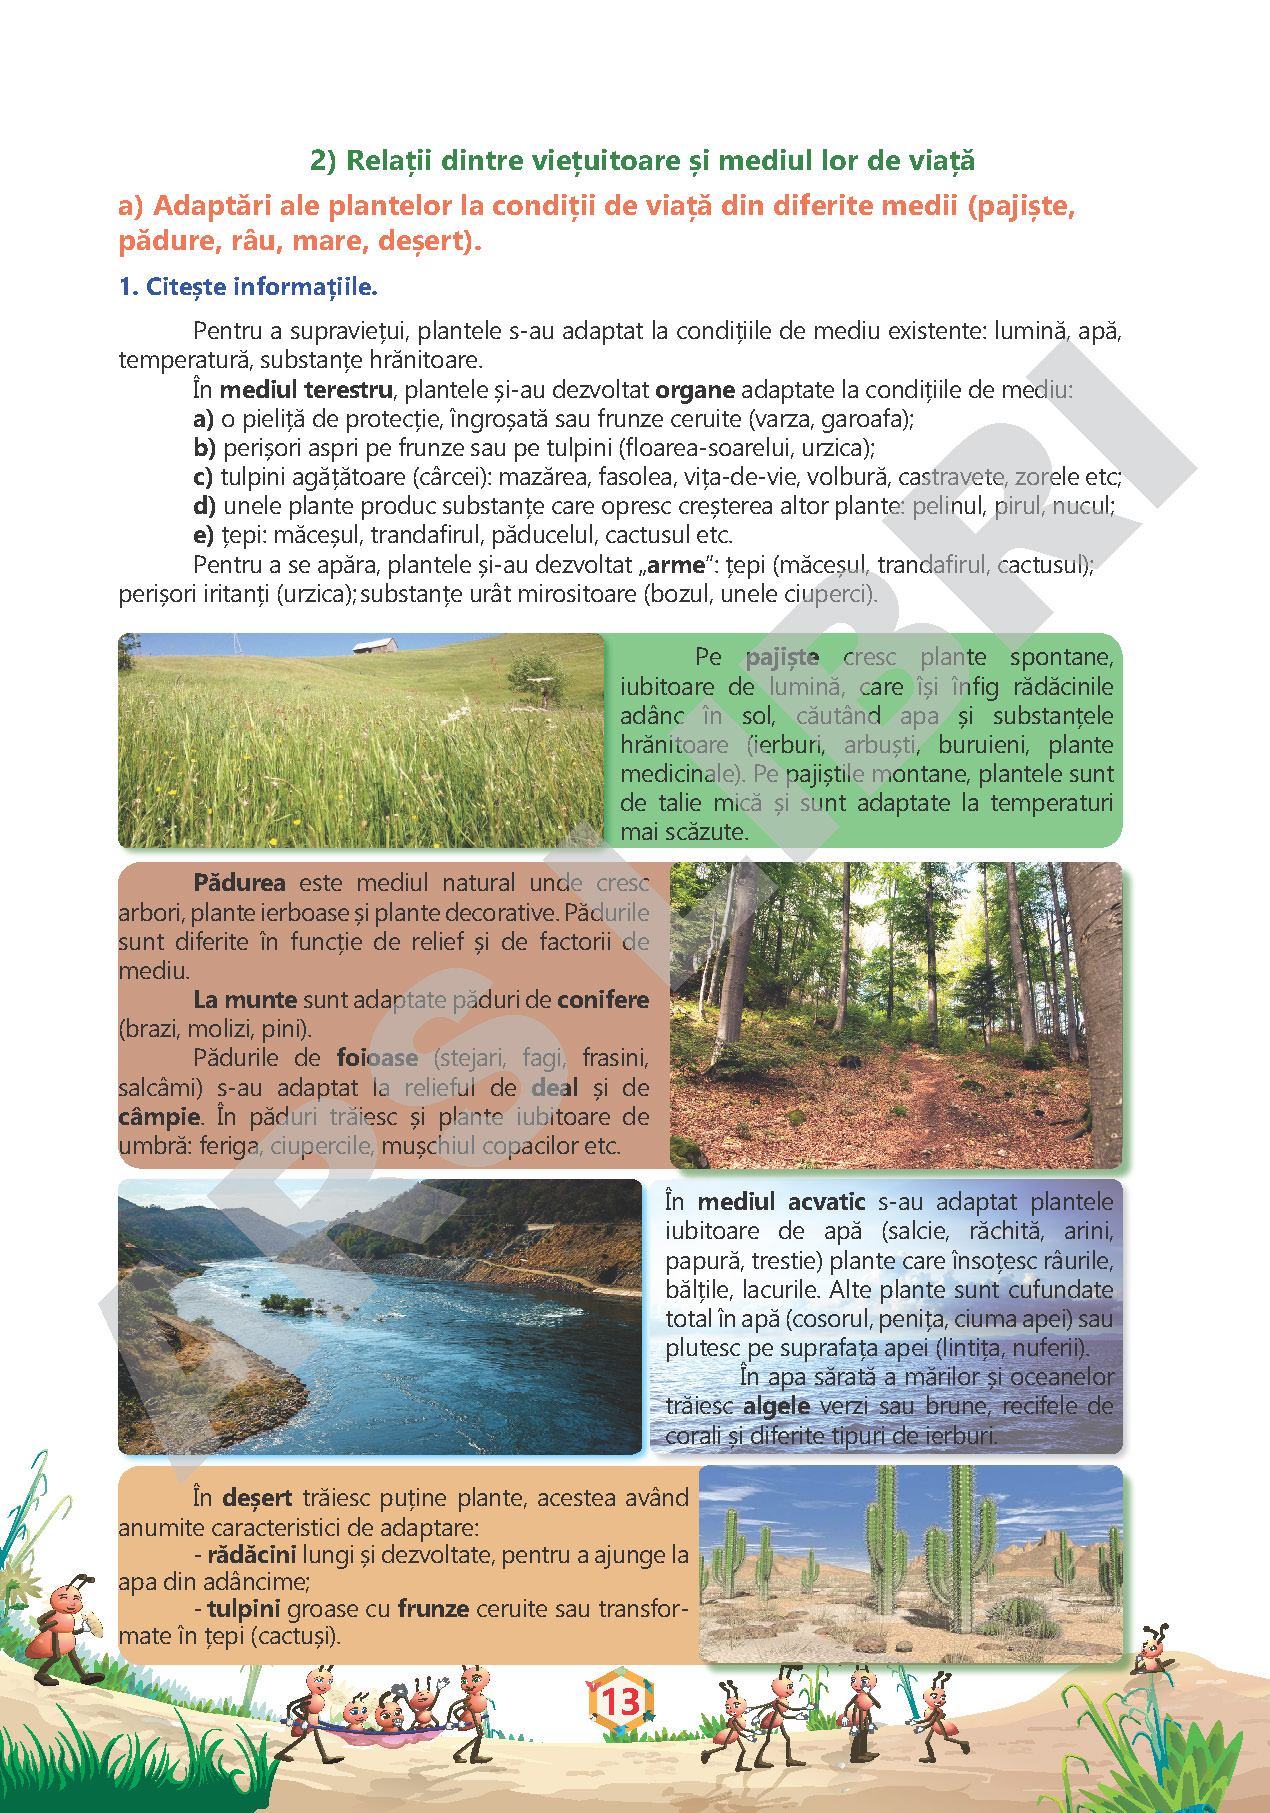 2) Relații dintre viețuitoare și mediul lor de viață
a) Adaptări ale plantelor la condiții de viață din diferite medii (pajiște,
pădure, râu, mare, deșert).
1. Citește informațiile.
Pentru a supraviețui, plantele s-au adaptat la condițiile de mediu existente: lumină, apă,
temperatură, substanțe hrănitoare.
În mediul terestru, plantele și-au dezvoltat organe adaptate la condițiile de mediu:
a) o pieliță de protecție, îngroșată sau frunze ceruite (varza, garoafa);
b) perișori aspri pe frunze sau pe tulpini (floarea-soarelui, urzica);
c) tulpini agățătoare (cârcei): mazărea, fasolea, vița-de-vie, volbură, castravete, zorele etc;
d) unele plante produc substanțe care opresc creșterea altor plante: pelinul, pirul, nucul;
e) țepi: măceșul, trandafirul, păducelul, cactusul etc.
Pentru a se apăra, plantele și-au dezvoltat „arme”: țepi (măceșul, trandafirul, cactusul);
perișori iritanți (urzica); substanțe urât mirositoare (bozul, unele ciuperci).
Pe pajiște cresc plante spontane,
iubitoare de lumină, care își înfig rădăcinile
adânc în sol, căutând apa și substanțele
hrănitoare (ierburi, arbuști, buruieni, plante
medicinale). Pe pajiștile montane, plantele sunt
de talie mică și sunt adaptate la temperaturi
mai scăzute.
Pădurea este mediul natural unde cresc
arbori, plante ierboase și plante decorative. Pădurile
sunt diferite în funcție de relief și de factorii de
mediu.
La munte sunt adaptate păduri de conifere
(brazi, molizi, pini).
Pădurile de foioase (stejari, fagi, frasini,
salcâmi) s-au adaptat la relieful de deal și de
câmpie. În păduri trăiesc și plante iubitoare de
umbră: feriga, ciupercile, mușchiul copacilor etc.
În mediul acvatic s-au adaptat plantele
iubitoare de apă (salcie, răchită, arini,
papură, trestie) plante care însoțesc râurile,
bălțile, lacurile. Alte plante sunt cufundate
total în apă (cosorul, penița, ciuma apei) sau
plutesc pe suprafața apei (lintița, nuferii).
În apa sărată a mărilor și oceanelor
trăiesc algele verzi sau brune, recifele de
corali și diferite tipuri de ierburi.
În deșert trăiesc puține plante, acestea având
anumite caracteristici de adaptare:
- rădăcini lungi și dezvoltate, pentru a ajunge la
apa din adâncime;
- tulpini groase cu frunze ceruite sau transfor-
mate în țepi (cactuși).
13
ARS LIBRI